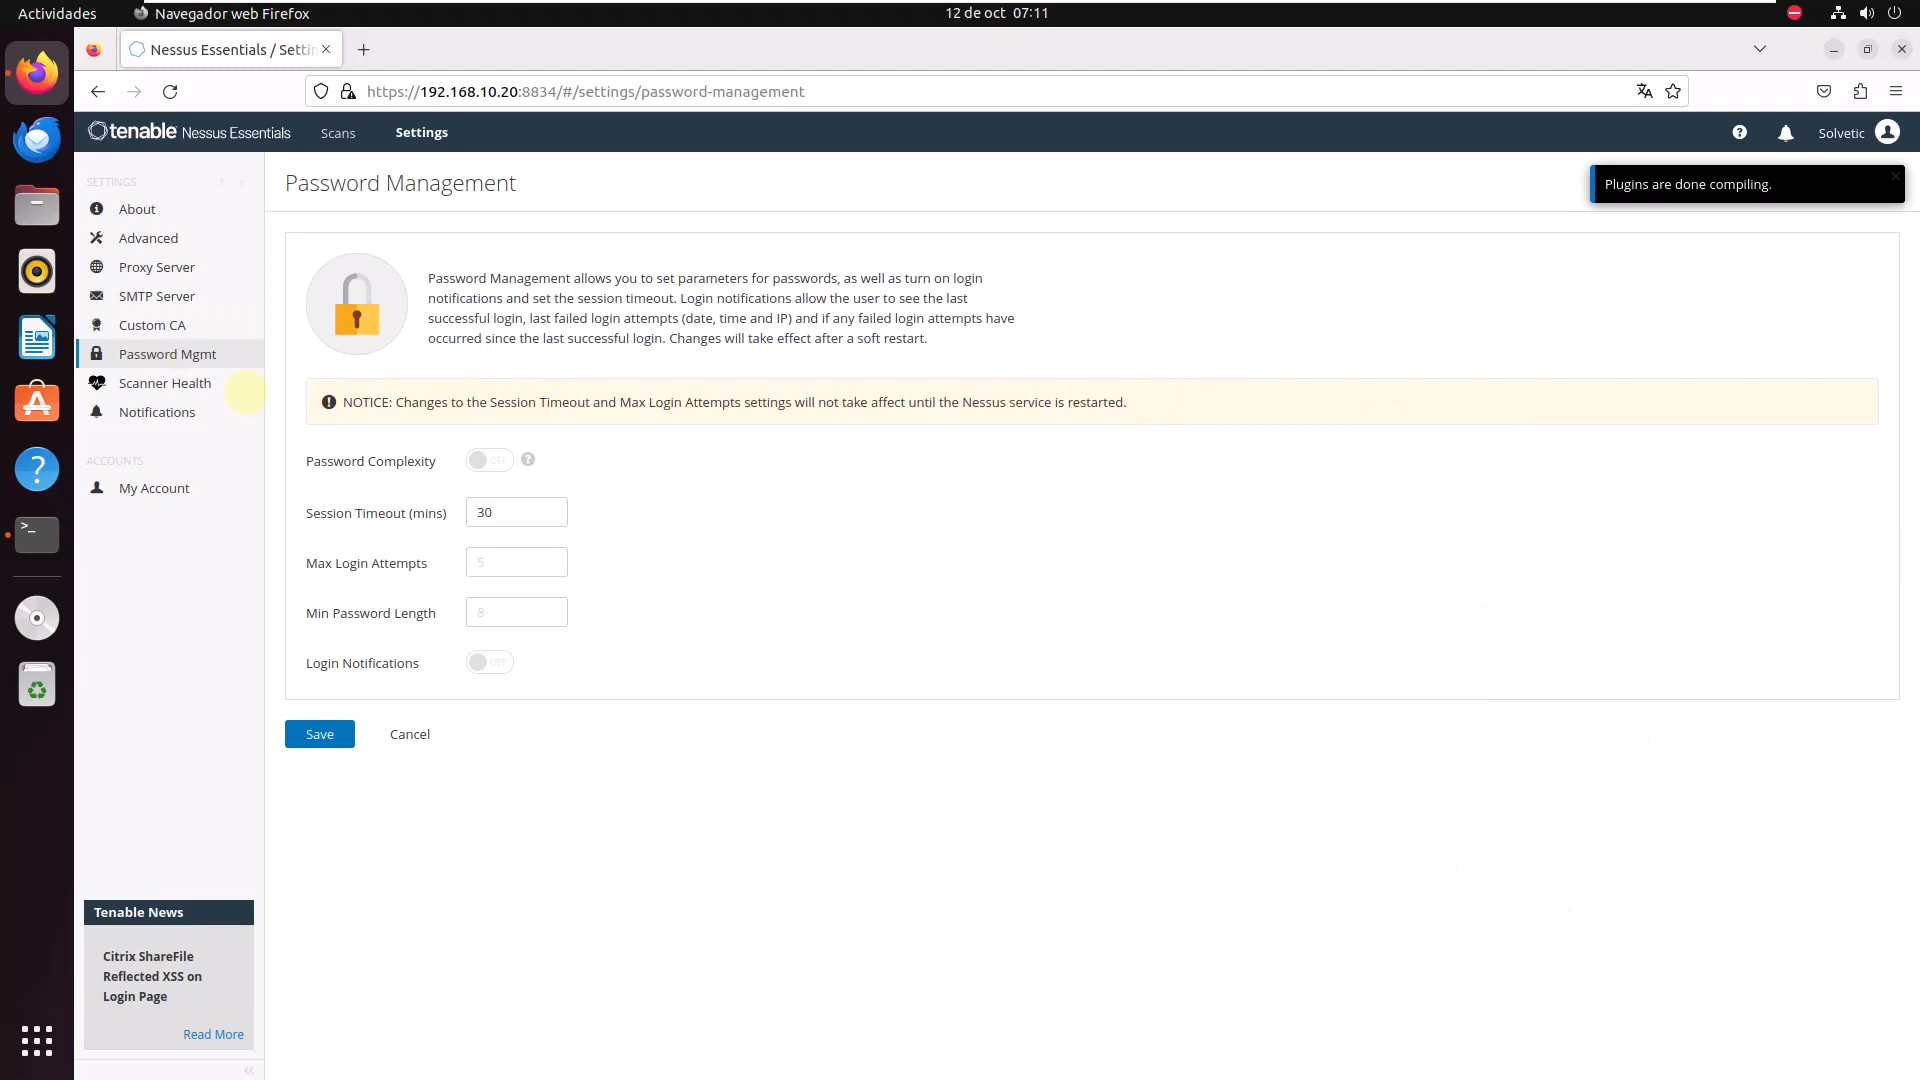 Actividades
Navegador web Firefox
12 de oct 07:11
Nessus Essentials / Settin
https://192.168.10.20:8834/#/settings/password-management
tenable Nessus Essentials
Scans
Settings
Solvetic
SETTINGS
About
Advanced
Proxy Server
SMTP Server
Custom CA
Password Mgmt
Scanner Health
Notifications
ACCOUNTS
My Account
Tenable News
Citrix ShareFile
Reflected XSS on
Login Page
Read More
Password Management
Plugins are done compiling.
Password Management allows you to set parameters for passwords, as well as turn on login
notifications and set the session timeout. Login notifications allow the user to see the last
successful login, last failed login attempts (date, time and IP) and if any failed login attempts have
occurred since the last successful login. Changes will take effect after a soft restart.
NOTICE: Changes to the Session Timeout and Max Login Attempts settings will not take affect until the Nessus service is restarted.
Password Complexity OFF
Session Timeout (mins) 30
Max Login Attempts 5
Min Password Length 8
Login Notifications OFF
Save
Cancel